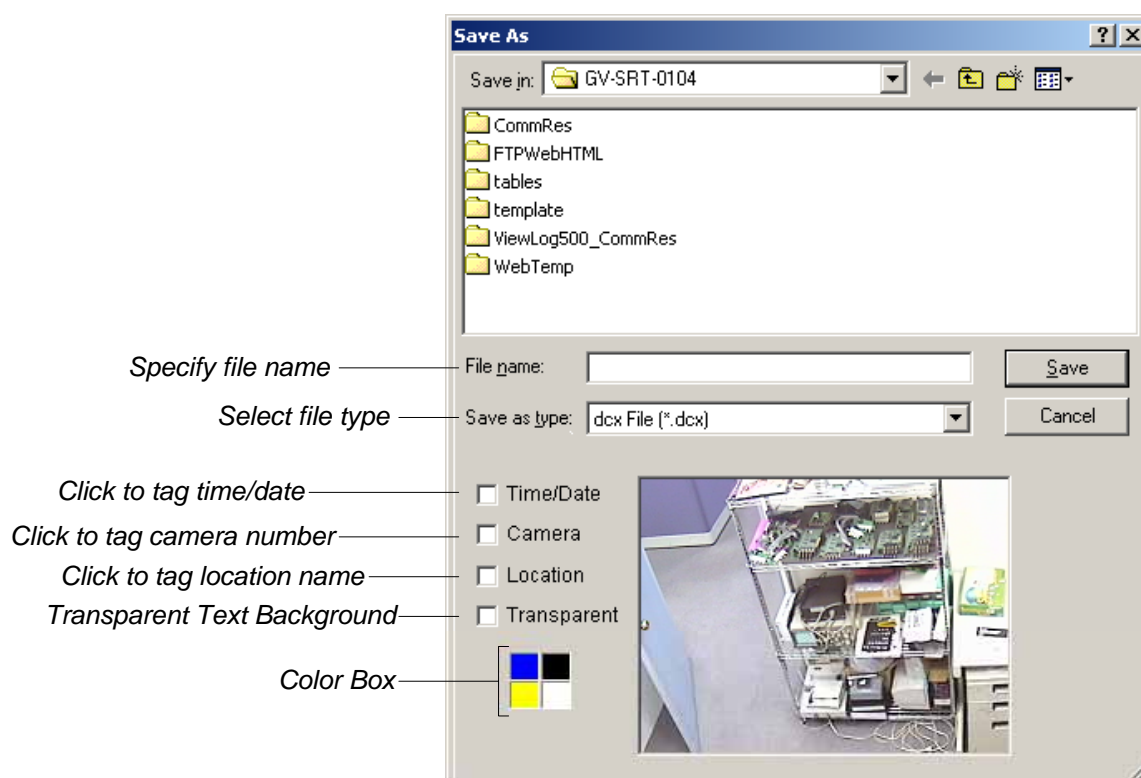 Save As
Save in: GV-SRT-0104
CommRes
FTPWebHTML
tables
template
ViewLog500_CommRes
WebTemp
Specify file name File name: Save
Select file type Save as type: dcx File (*.dcx) Cancel
Click to tag time/date Time/Date
Click to tag camera number Camera
Click to tag location name Location
Transparent Text Background Transparent
Color Box